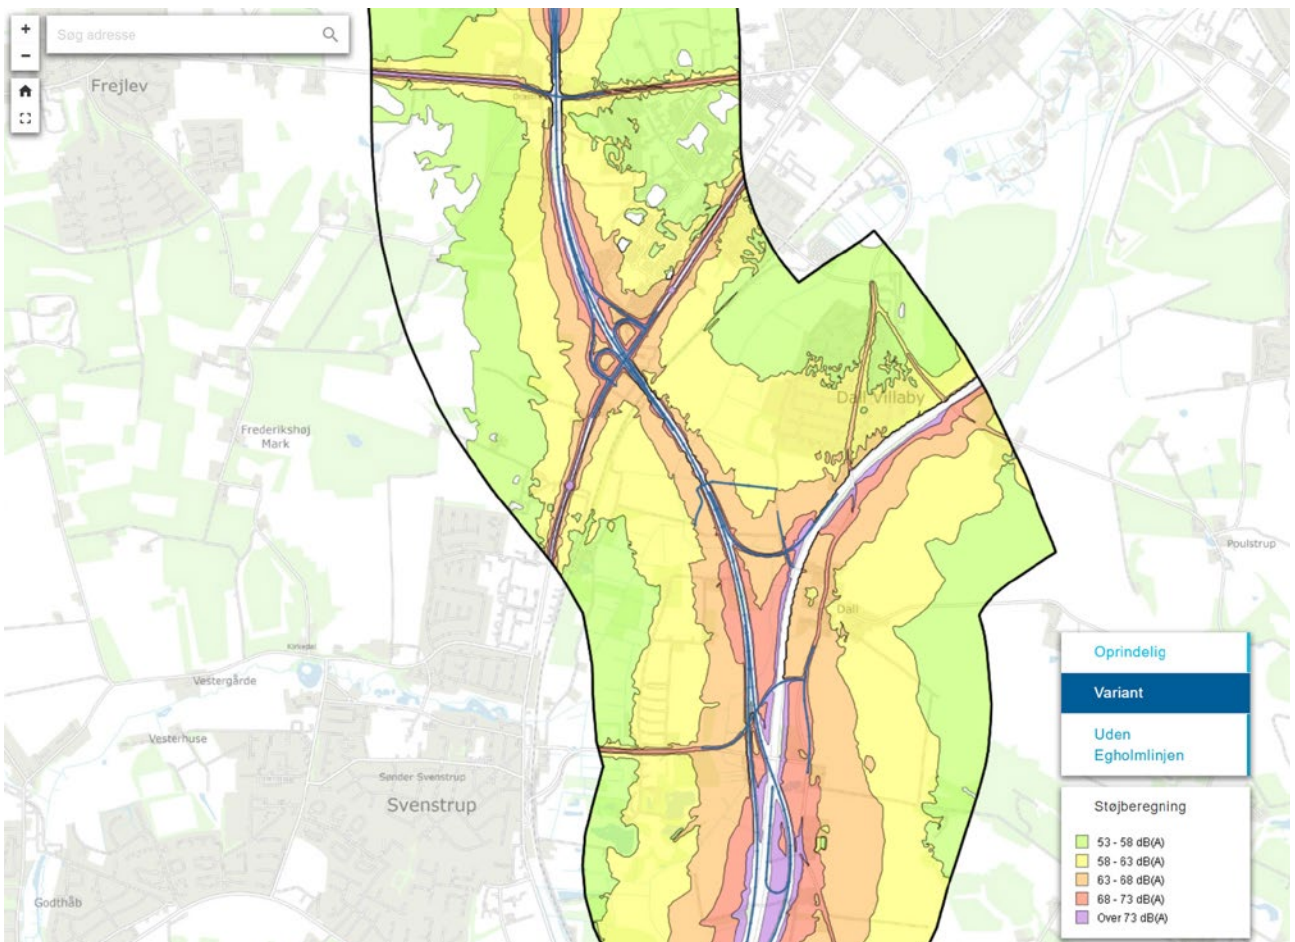 +
Søg adresse
−
Frejlev
Dall Villaby
Frederikshøj
Mark
Poulstrup
Dall
Kirkedal
Vestergårde
Vesterhuse
Sønder Svenstrup
Svenstrup
Godthåb
Oprindelig
Variant
Uden
Egholmlinjen
Støjberegning
53 - 58 dB(A)
58 - 63 dB(A)
63 - 68 dB(A)
68 - 73 dB(A)
Over 73 dB(A)